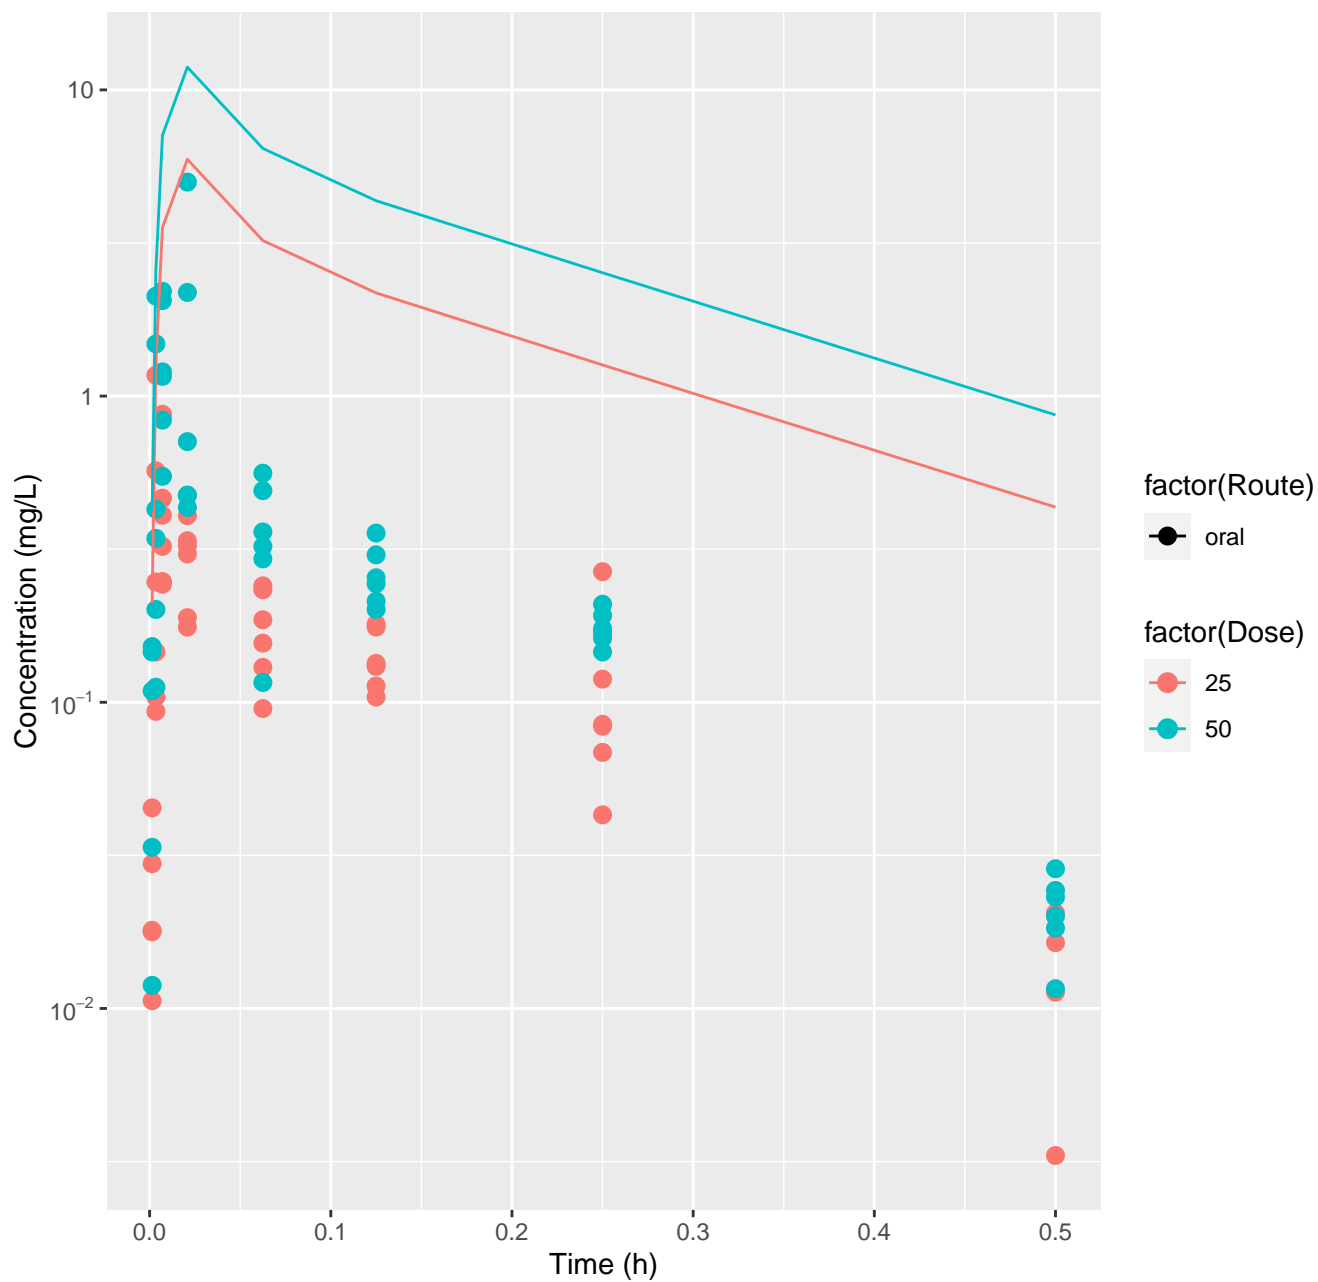 10
1
10⁻¹
10⁻²
Concentration (mg/L)
0.0 0.1 0.2 0.3 0.4 0.5
Time (h)
factor(Route)
oral
factor(Dose)
25
50